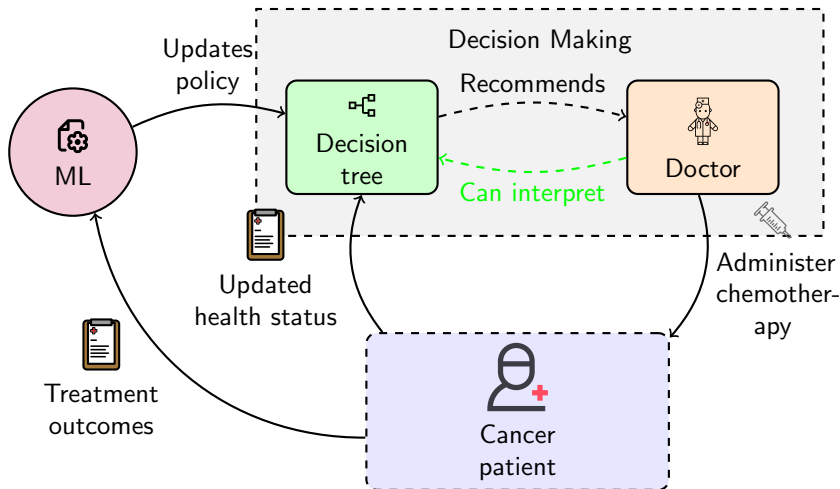 Updates
policy
Decision Making
Recommends
Decision
tree
Doctor
ML
Can interpret
Updated
health status
Administer
chemother-
apy
Treatment
outcomes
Cancer
patient